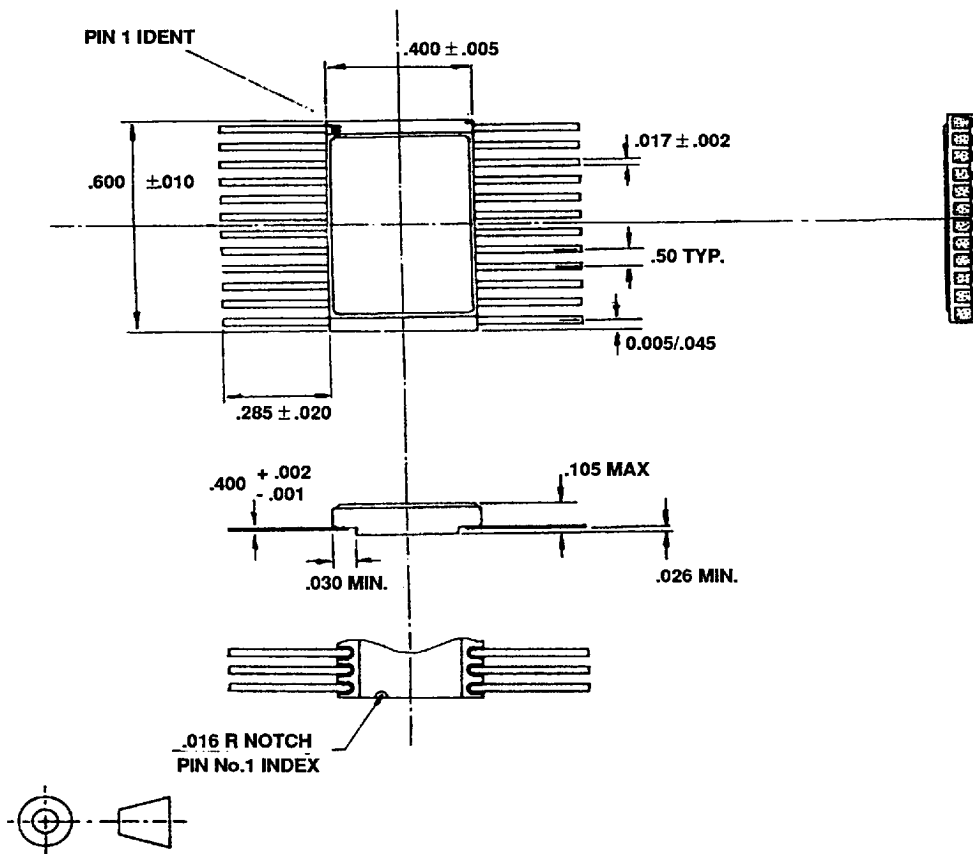 PIN 1 IDENT
.400 ± .005
.017 ± .002
.600 ±.010
.50 TYP.
0.005/.045
.285 ± .020
.400 + .002
- .001
.105 MAX
.030 MIN.
.026 MIN.
.016 R NOTCH
PIN No.1 INDEX